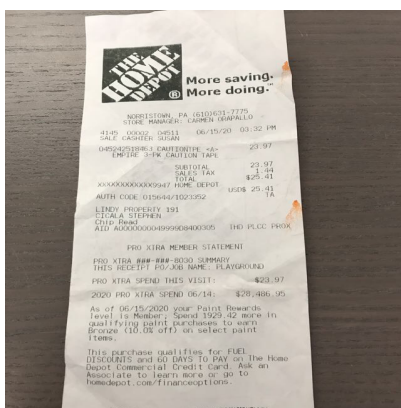 THE
HOME
DEPOT
®
More saving.
More doing.™
NORRISTOWN, PA (610)631-7775
STORE MANAGER: CARMEN ORAPALLO
4145 00002 04511 06/15/20 03:32 PM
SALE CASHIER SUSAN
045242518463 CAUTIONTPE <A> 23.97
EMPIRE 3-PK CAUTION TAPE
SUBTOTAL 23.97
SALES TAX 1.44
TOTAL $25.41
XXXXXXXXXXXX9947 HOME DEPOT
USD$ 25.41
AUTH CODE 015644/1023352 TA
LINDY PROPERTY 191
CICALA STEPHEN
Chip Read
AID A0000000049999D8400305 THD PLCC PROX
PRO XTRA MEMBER STATEMENT
PRO XTRA ###-###-8030 SUMMARY
THIS RECEIPT PO/JOB NAME: PLAYGROUND
PRO XTRA SPEND THIS VISIT: $23.97
2020 PRO XTRA SPEND 06/14: $28,486.95
As of 06/15/2020 your Paint Rewards
level is Member, Spend 1929.42 more in
qualifying paint purchases to earn
Bronze (10.0% off) on select paint
items.
This purchase qualifies for FUEL
DISCOUNTS and 60 DAYS TO PAY on The Home
Depot Commercial Credit Card. Ask an
Associate to learn more or go to
homedepot.com/financeoptions.